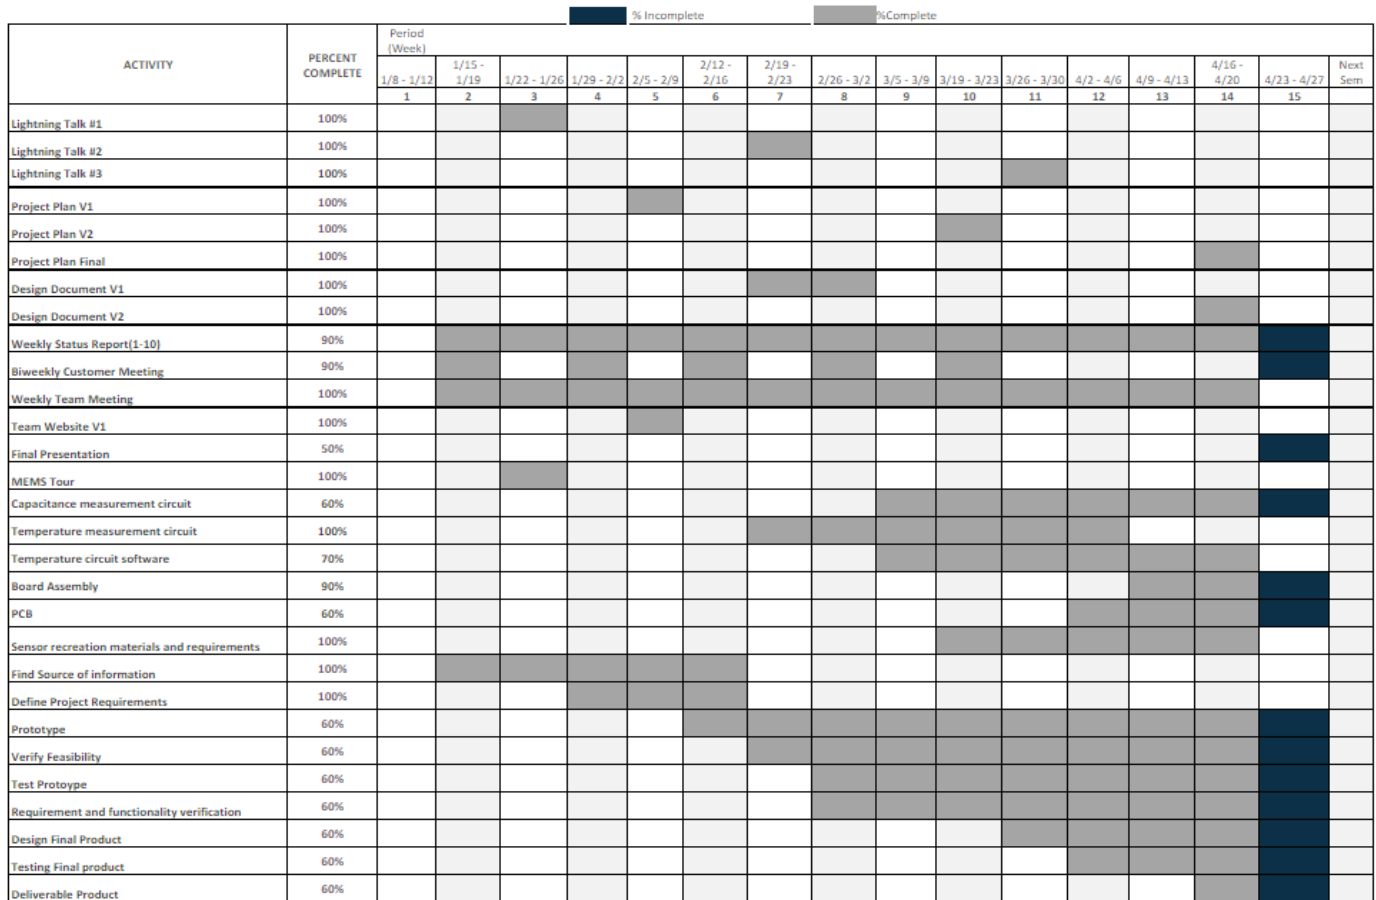 % Incomplete %Complete
ACTIVITY PERCENT COMPLETE Period (Week)
1/8 - 1/12 1/15 - 1/19 1/22 - 1/26 1/29 - 2/2 2/5 - 2/9 2/12 - 2/16 2/19 - 2/23 2/26 - 3/2 3/5 - 3/9 3/19 - 3/23 3/26 - 3/30 4/2 - 4/6 4/9 - 4/13 4/16 - 4/20 4/23 - 4/27 Next Sem
1 2 3 4 5 6 7 8 9 10 11 12 13 14 15
Lightning Talk #1 100%
Lightning Talk #2 100%
Lightning Talk #3 100%
Project Plan V1 100%
Project Plan V2 100%
Project Plan Final 100%
Design Document V1 100%
Design Document V2 100%
Weekly Status Report(1-10) 90%
Biweekly Customer Meeting 90%
Weekly Team Meeting 100%
Team Website V1 100%
Final Presentation 50%
MEMS Tour 100%
Capacitance measurement circuit 60%
Temperature measurement circuit 100%
Temperature circuit software 70%
Board Assembly 90%
PCB 60%
Sensor recreation materials and requirements 100%
Find Source of information 100%
Define Project Requirements 100%
Prototype 60%
Verify Feasibility 60%
Test Protoype 60%
Requirement and functionality verification 60%
Design Final Product 60%
Testing Final product 60%
Deliverable Product 60%